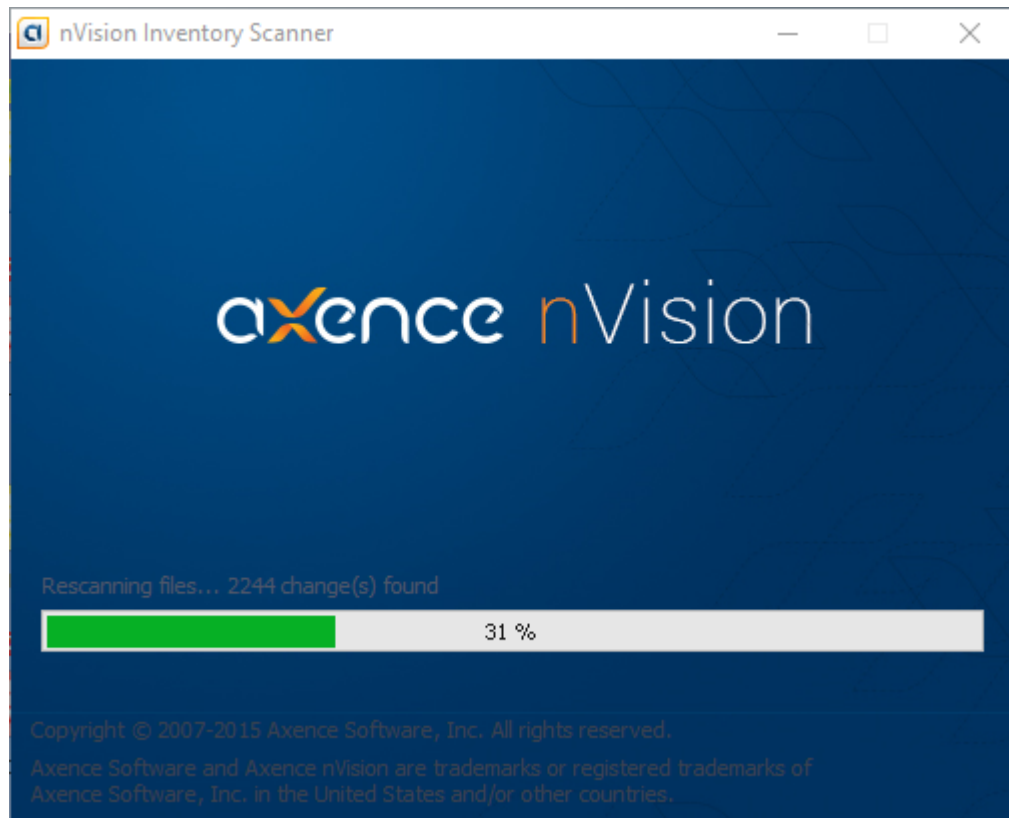 nVision Inventory Scanner
axence nVision
Rescanning files... 2244 change(s) found
31 %
Copyright © 2007-2015 Axence Software, Inc. All rights reserved.
Axence Software and Axence nVision are trademarks or registered trademarks of
Axence Software, Inc. in the United States and/or other countries.